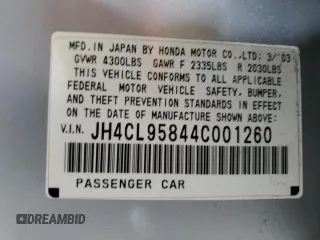 MFD.IN JAPAN BY HONDA MOTOR CO.,LTD: 3/'03
GVWR 4300LBS GAWR F 2335LBS R 2030LBS
THIS VEHICLE CONFORMS TO ALL APPLICABLE
FEDERAL MOTOR VEHICLE SAFETY, BUMPER,
AND THEFT PREVENTION STANDARDS IN EFFECT
ON THE DATE OF MANUFACTURE SHOWN ABOVE.
V.I.N. JH4CL95844C001260
PASSENGER CAR
DREAMBID